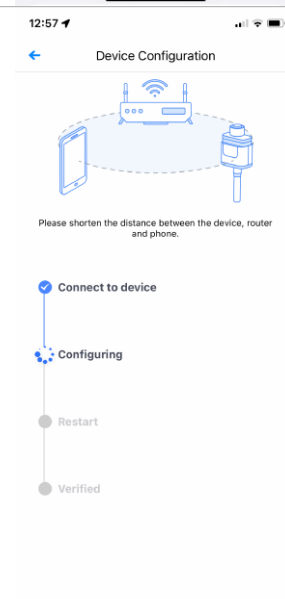 12:57
Device Configuration
Please shorten the distance between the device, router
and phone.
Connect to device
Configuring
Restart
Verified